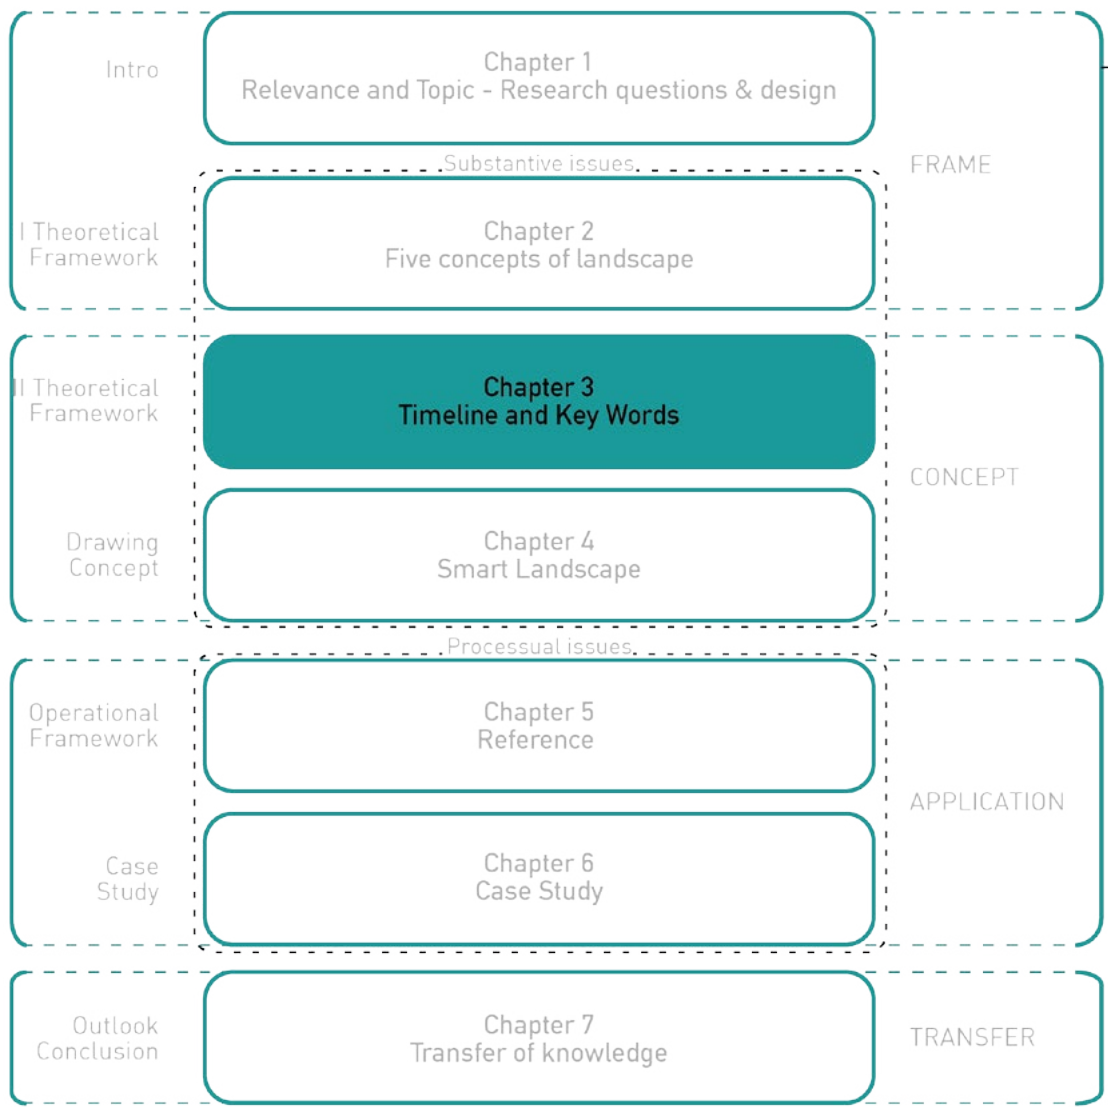 Intro
Chapter 1
Relevance and Topic - Research questions & design
Substantive issues
FRAME
I Theoretical
Framework
Chapter 2
Five concepts of landscape
II Theoretical
Framework
Chapter 3
Timeline and Key Words
CONCEPT
Drawing
Concept
Chapter 4
Smart Landscape
Processual issues
Operational
Framework
Chapter 5
Reference
APPLICATION
Case
Study
Chapter 6
Case Study
Outlook
Conclusion
Chapter 7
Transfer of knowledge
TRANSFER